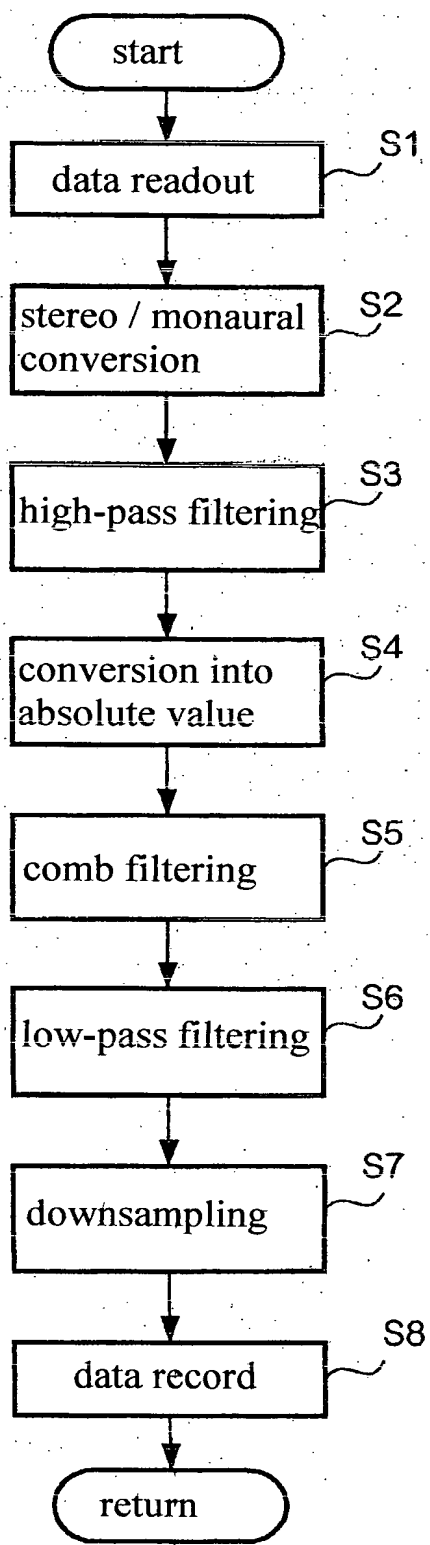 start
S1
data readout
S2
stereo / monaural
conversion
S3
high-pass filtering
S4
conversion into
absolute value
S5
comb filtering
S6
low-pass filtering
S7
downsampling
S8
data record
return